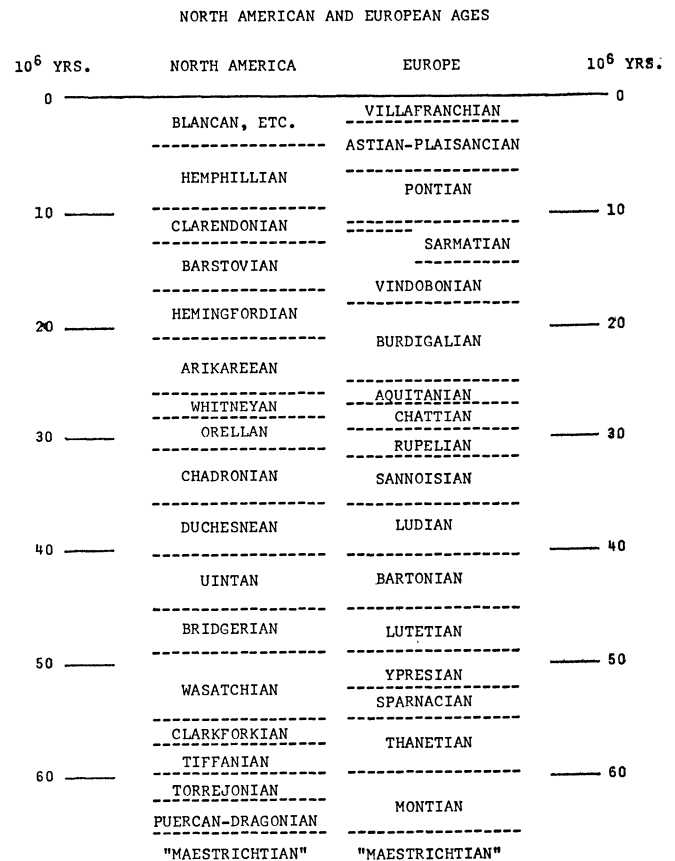 NORTH AMERICAN AND EUROPEAN AGES
10⁶ YRS. NORTH AMERICA EUROPE 10⁶ YRS.
0 0
VILLAFRANCHIAN
BLANCAN, ETC.
ASTIAN-PLAISANCIAN
HEMPHILLIAN
PONTIAN
10 10
CLARENDONIAN
SARMATIAN
BARSTOVIAN
VINDOBONIAN
HEMINGFORDIAN
20 20
BURDIGALIAN
ARIKAREEAN
AQUITANIAN
WHITNEYAN
CHATTIAN
ORELLAN
30 30
RUPELIAN
CHADRONIAN SANNOISIAN
DUCHESNEAN LUDIAN
40 40
UINTAN BARTONIAN
BRIDGERIAN LUTETIAN
50 50
YPRESIAN
WASATCHIAN
SPARNACIAN
CLARKFORKIAN
THANETIAN
TIFFANIAN
60 60
TORREJONIAN
MONTIAN
PUERCAN-DRAGONIAN
"MAESTRICHTIAN" "MAESTRICHTIAN"